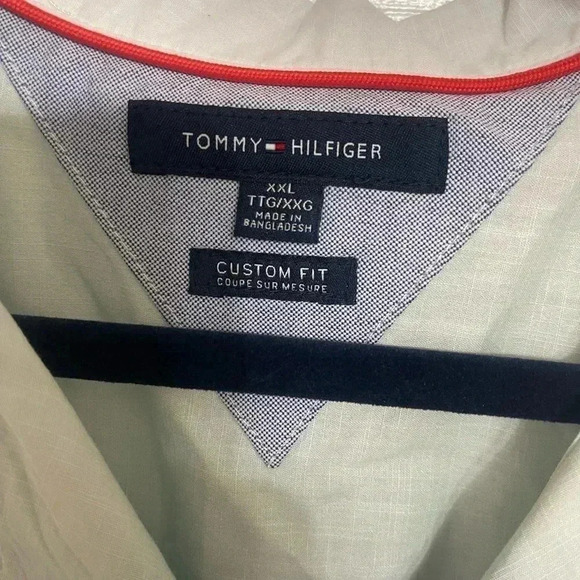 TOMMY HILFIGER
XXL
TTG/XXG
MADE IN
BANGLADESH
CUSTOM FIT
COUPE SUR MESURE